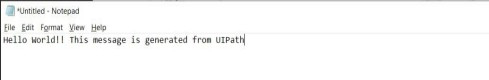 *Untitled - Notepad
File Edit Format View Help
Hello World!! This message is generated from UIPath